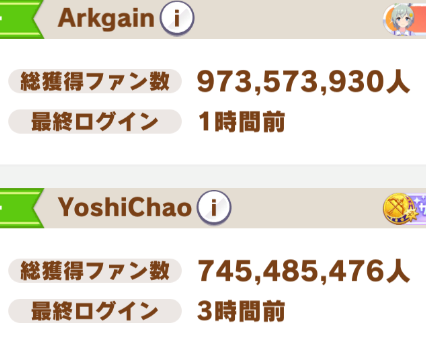 Arkgain i
総獲得ファン数 973,573,930人
最終ログイン 1時間前
YoshiChao i
総獲得ファン数 745,485,476人
最終ログイン 3時間前